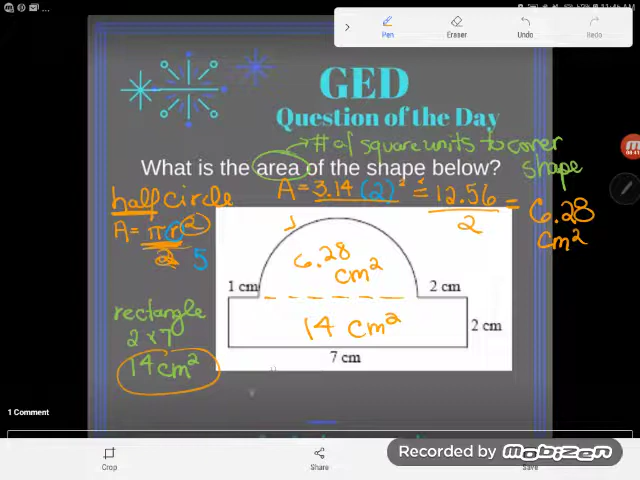 Pen
Eraser
Undo
Redo
GED
Question of the Day
# of square units to cover
shape
What is the area of the shape below?
half circle
A = 3.14 (2)² = 12.56 / 2 = 6.28
cm²
A = πr²
2
5
6.28
cm²
1 cm
2 cm
rectangle
2 x 7
14 cm²
14 cm²
2 cm
7 cm
1 Comment
Crop
Share
Save
Recorded by Mobizen